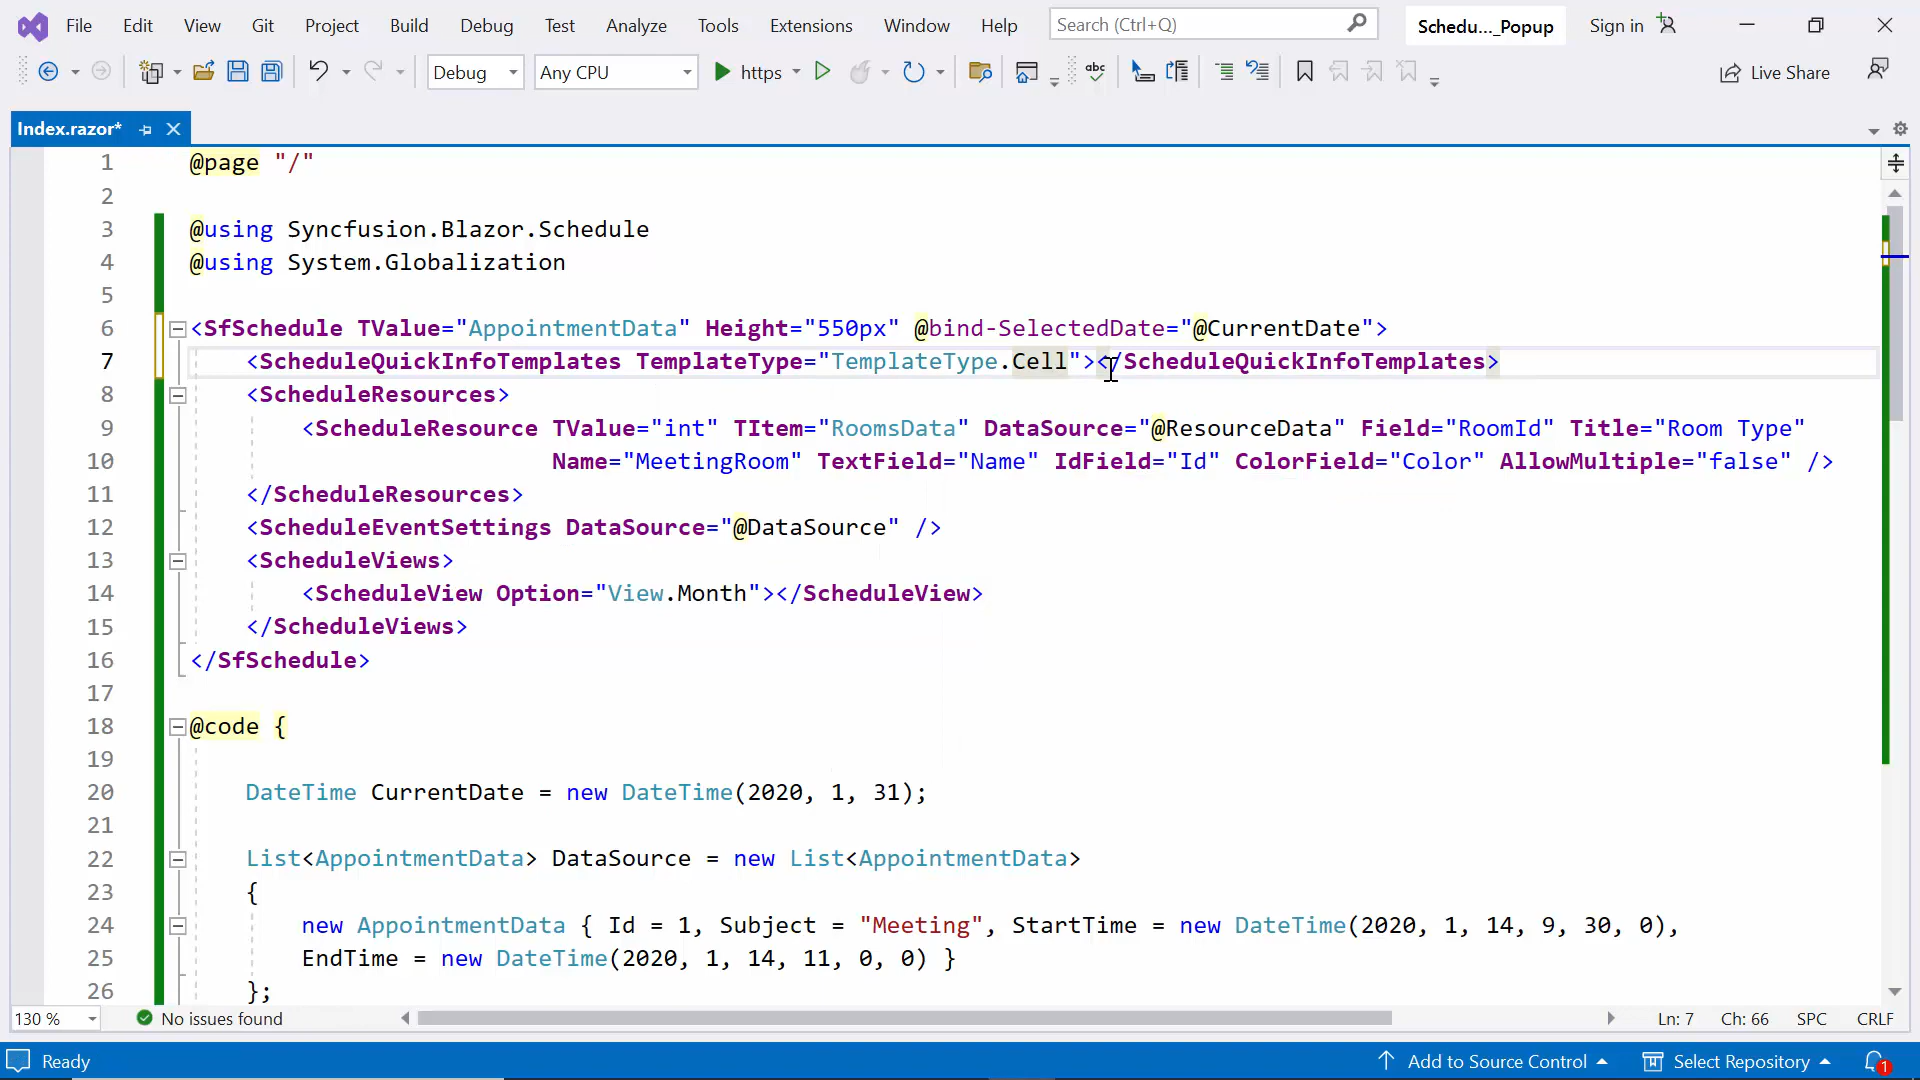 File Edit View Git Project Build Debug Test Analyze Tools Extensions Window Help Search (Ctrl+Q) Schedu..._Popup Sign in
Debug Any CPU https Live Share
Index.razor*
1 @page "/"
2
3 @using Syncfusion.Blazor.Schedule
4 @using System.Globalization
5
6 <SfSchedule TValue="AppointmentData" Height="550px" @bind-SelectedDate="@CurrentDate">
7 <ScheduleQuickInfoTemplates TemplateType="TemplateType.Cell"></ScheduleQuickInfoTemplates>
8 <ScheduleResources>
9 <ScheduleResource TValue="int" TItem="RoomsData" DataSource="@ResourceData" Field="RoomId" Title="Room Type"
10 Name="MeetingRoom" TextField="Name" IdField="Id" ColorField="Color" AllowMultiple="false" />
11 </ScheduleResources>
12 <ScheduleEventSettings DataSource="@DataSource" />
13 <ScheduleViews>
14 <ScheduleView Option="View.Month"></ScheduleView>
15 </ScheduleViews>
16 </SfSchedule>
17
18 @code {
19
20 DateTime CurrentDate = new DateTime(2020, 1, 31);
21
22 List<AppointmentData> DataSource = new List<AppointmentData>
23 {
24 new AppointmentData { Id = 1, Subject = "Meeting", StartTime = new DateTime(2020, 1, 14, 9, 30, 0),
25 EndTime = new DateTime(2020, 1, 14, 11, 0, 0) }
26 };
130 % No issues found Ln: 7 Ch: 66 SPC CRLF
Ready Add to Source Control Select Repository 1